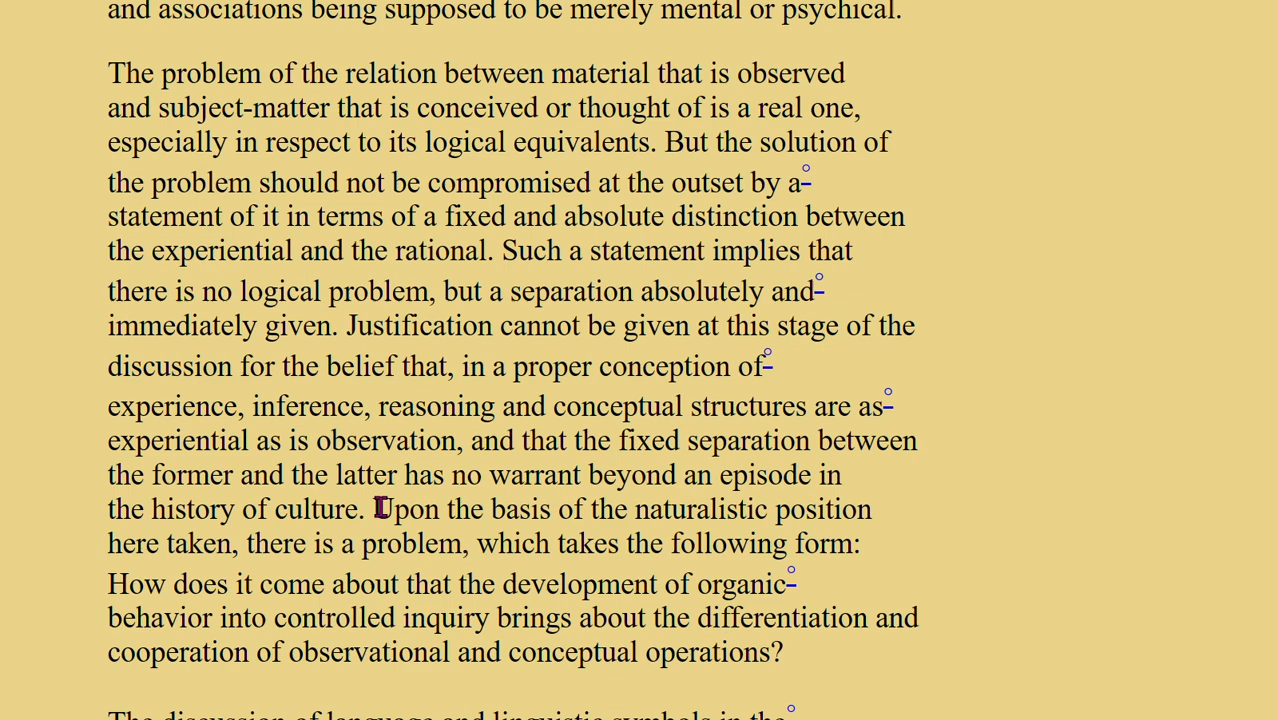 and associations being supposed to be merely mental or psychical.
The problem of the relation between material that is observed
and subject-matter that is conceived or thought of is a real one,
especially in respect to its logical equivalents. But the solution of
the problem should not be compromised at the outset by a°
statement of it in terms of a fixed and absolute distinction between
the experiential and the rational. Such a statement implies that
there is no logical problem, but a separation absolutely and°
immediately given. Justification cannot be given at this stage of the
discussion for the belief that, in a proper conception of°
experience, inference, reasoning and conceptual structures are as°
experiential as is observation, and that the fixed separation between
the former and the latter has no warrant beyond an episode in
the history of culture. Upon the basis of the naturalistic position
here taken, there is a problem, which takes the following form:
How does it come about that the development of organic°
behavior into controlled inquiry brings about the differentiation and
cooperation of observational and conceptual operations?
The discussion of language and linguistic symbols in the°